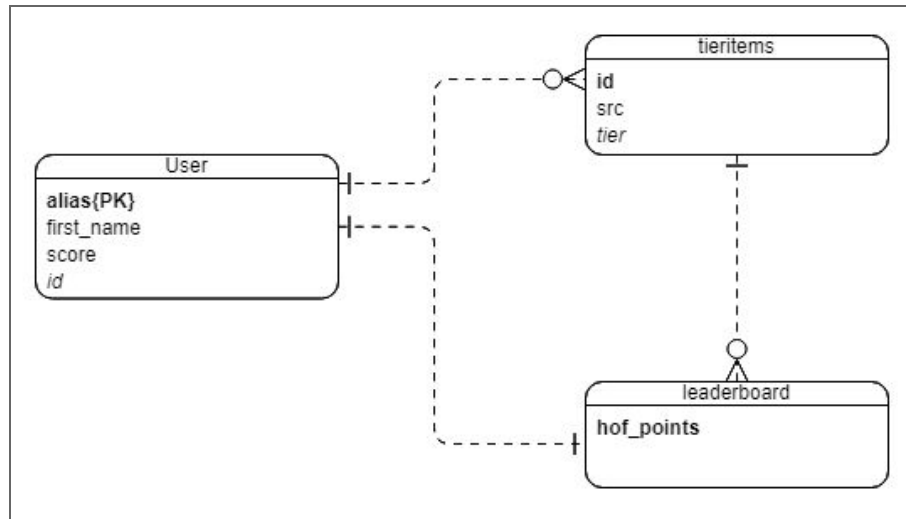 tieritems
id
src
tier
User
alias{PK}
first_name
score
id
leaderboard
hof_points